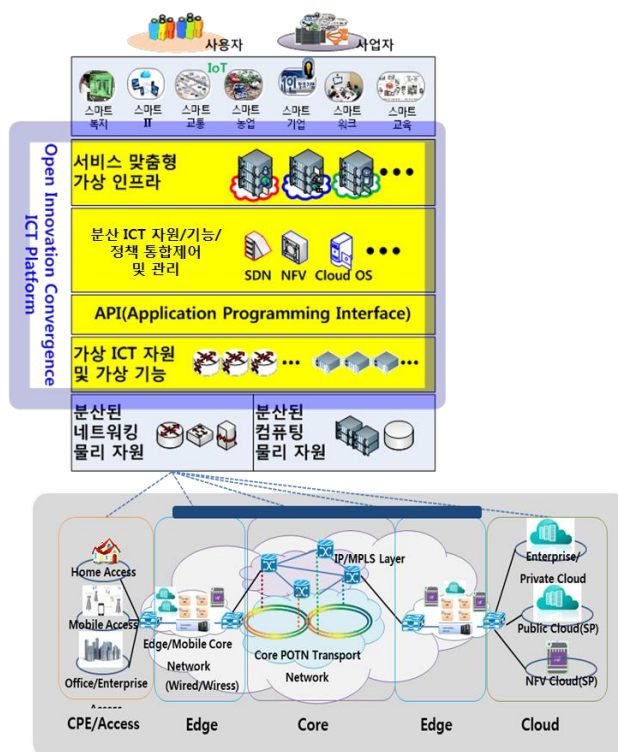 사용자
사업자
IoT
스마트 복지
스마트 IT
스마트 교통
스마트 농업
스마트 기업
스마트 워크
스마트 교육
Open Innovation Convergence
ICT Platform
서비스 맞춤형
가상 인프라
분산 ICT 자원/기능/
정책 통합제어
및 관리
SDN
NFV
Cloud OS
API(Application Programming Interface)
가상 ICT 자원
및 가상 기능
분산된
네트워킹
물리 자원
분산된
컴퓨팅
물리 자원
Home Access
Mobile Access
Office/Enterprise
Access
Edge/Mobile Core
Network
(Wired/Wiress)
IP/MPLS Layer
Core POTN Transport
Network
Enterprise/
Private Cloud
Public Cloud(SP)
NFV Cloud(SP)
CPE/Access
Edge
Core
Edge
Cloud